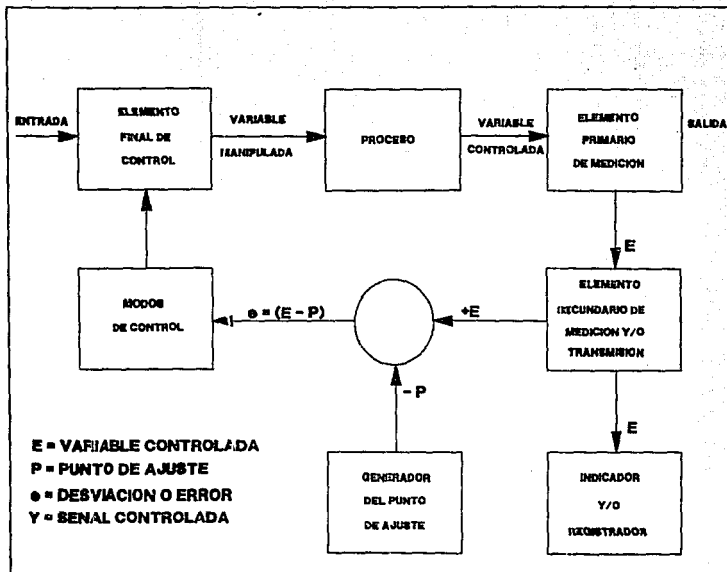 ENTRADA
ELEMENTO
FINAL DE
CONTROL
VARIABLE
MANIPULADA
PROCESO
VARIABLE
CONTROLADA
ELEMENTO
PRIMARIO
DE MEDICION
SALIDA
E
MODOS
DE CONTROL
e = (E - P)
+E
ELEMENTO
SECUNDARIO DE
MEDICION Y/O
TRANSMISION
- P
E
GENERADOR
DEL PUNTO
DE AJUSTE
INDICADOR
Y/O
REGISTRADOR
E = VARIABLE CONTROLADA
P = PUNTO DE AJUSTE
e = DESVIACION O ERROR
Y = SENAL CONTROLADA